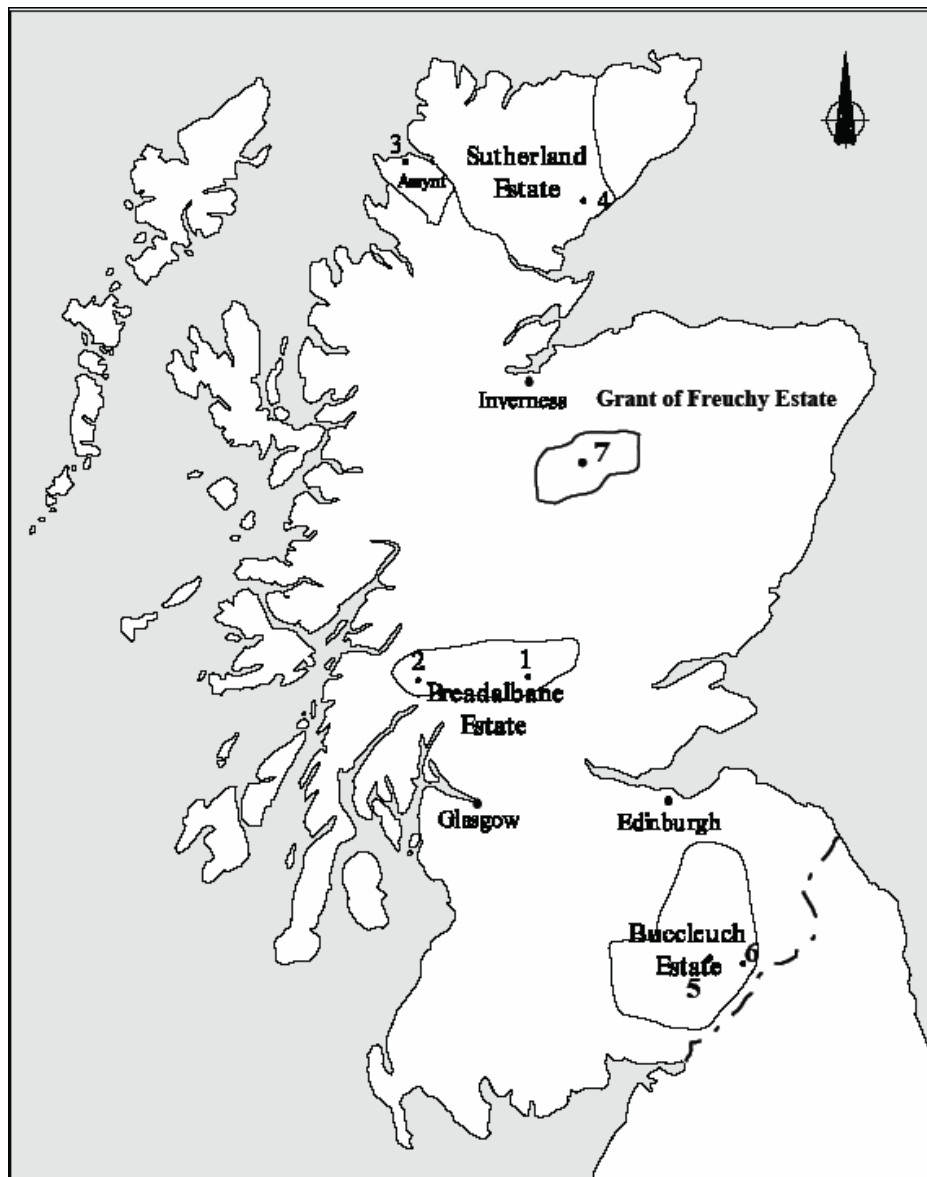 3
Sutherland
Estate
Assynt
4
Inverness
Grant of Freuchy Estate
7
2
1
Breadalbane
Estate
Glasgow
Edinburgh
Buccleuch
Estate
6
5